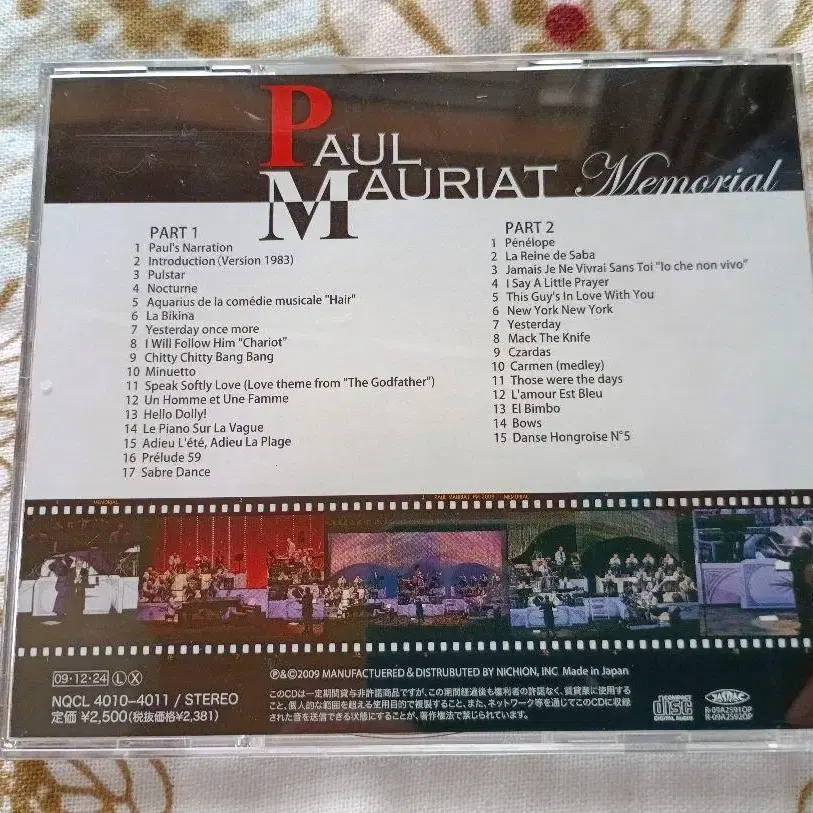 PAUL
MAURIAT Memorial
PART 1
1 Paul's Narration
2 Introduction (Version 1983)
3 Pulstar
4 Nocturne
5 Aquarius de la comédie musicale "Hair"
6 La Bikina
7 Yesterday once more
8 I Will Follow Him "Chariot"
9 Chitty Chitty Bang Bang
10 Minuetto
11 Speak Softly Love (Love theme from "The Godfather")
12 Un Homme et Une Famme
13 Hello Dolly!
14 Le Piano Sur La Vague
15 Adieu L'été, Adieu La Plage
16 Prélude 59
17 Sabre Dance
PART 2
1 Pénélope
2 La Reine de Saba
3 Jamais Je Ne Vivrai Sans Toi "Io che non vivo"
4 I Say A Little Prayer
5 This Guy's In Love With You
6 New York New York
7 Yesterday
8 Mack The Knife
9 Czardas
10 Carmen (medley)
11 Those were the days
12 L'amour Est Bleu
13 El Bimbo
14 Bows
15 Danse Hongroise N°5
MEMORIAL
09・12・24 Ⓛ Ⓧ
NQCL 4010-4011 / STEREO
定価 ¥2,500(税抜価格¥2,381)
Ⓟ&©2009 MANUFACTUERED & DISTRUBUTED BY NICHION, INC Made in Japan
このCDは一定期間貸与非許諾商品ですが、この期間経過後も権利者の許諾なく、賃貸業に使用する
こと、個人的な範囲を超える使用目的で複製すること、また、ネットワーク等を通じてこのCDに収録
された音を送信できる状態にすることが、著作権法で禁じられています。
COMPACT
disc
DIGITAL AUDIO
JASRAC
R-09A2591OP
R-09A2592OP